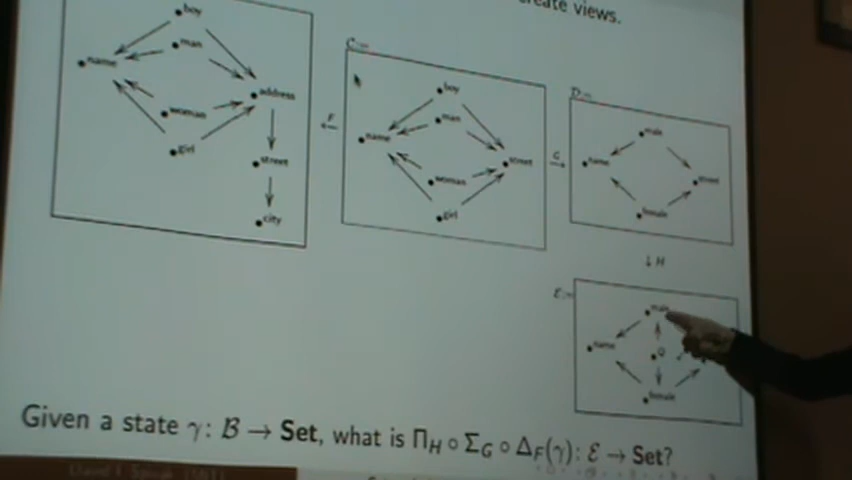 create views.
boy
man
name
address
woman
girl
street
city
F
C:=
boy
man
name
street
woman
girl
G
D:=
male
name
street
female
↓ H
E:=
male
name
Q
female
Given a state γ: B → Set, what is Π_H ∘ Σ_G ∘ Δ_F(γ): E → Set?